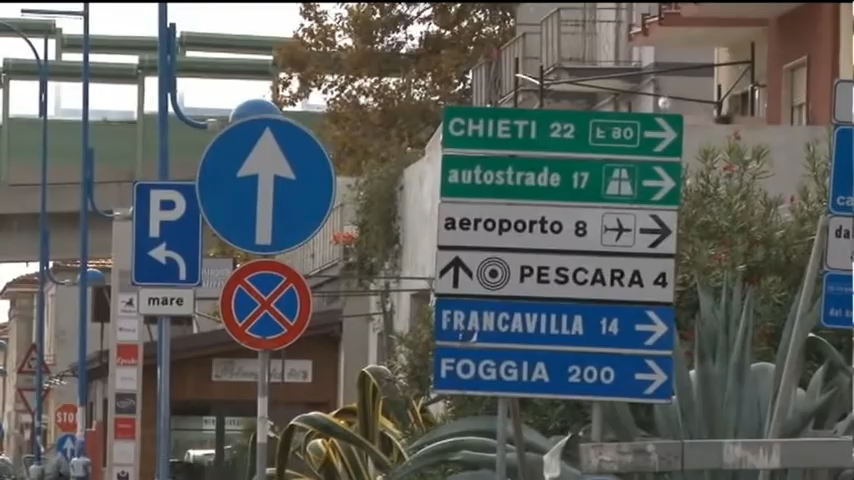 CHIETI 22 E 80
autostrade 17
aeroporto 8
PESCARA 4
FRANCAVILLA 14
FOGGIA 200
P
mare
STOP